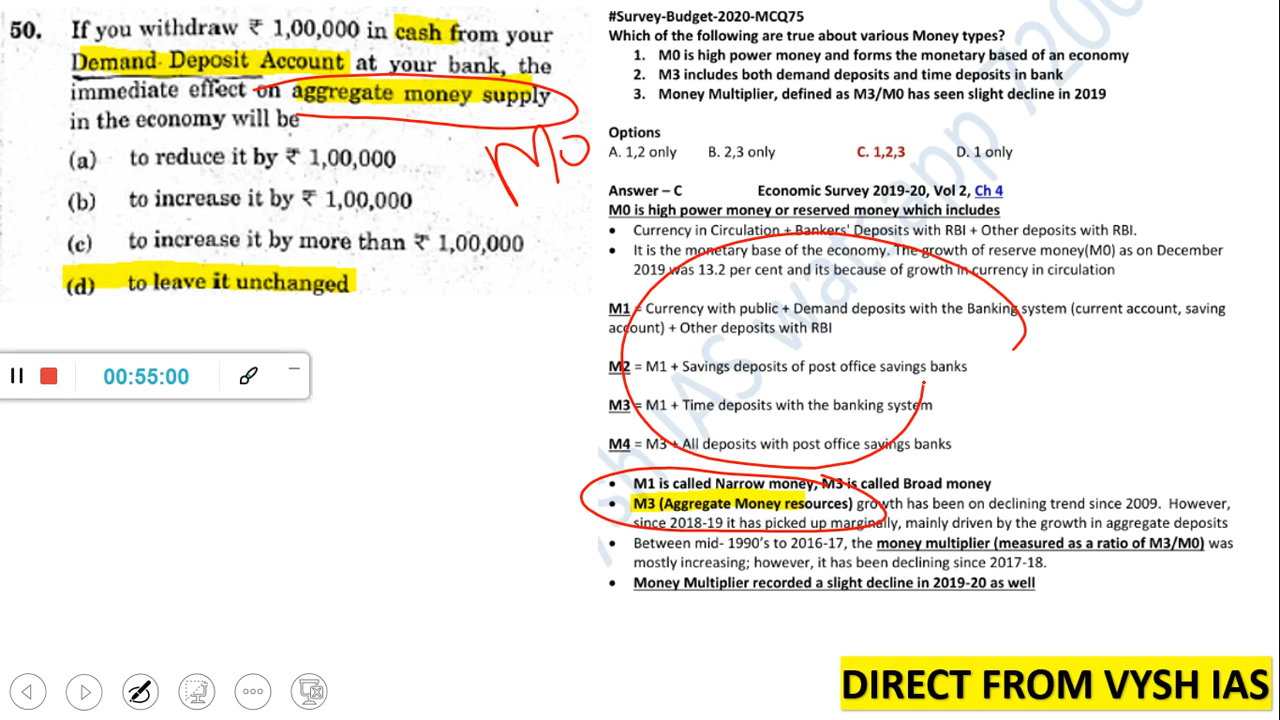 50. If you withdraw ₹ 1,00,000 in cash from your
Demand Deposit Account at your bank, the
immediate effect on aggregate money supply
in the economy will be
(a) to reduce it by ₹ 1,00,000
(b) to increase it by ₹ 1,00,000
(c) to increase it by more than ₹ 1,00,000
(d) to leave it unchanged
M0
00:55:00
#Survey-Budget-2020-MCQ75
Which of the following are true about various Money types?
1. M0 is high power money and forms the monetary based of an economy
2. M3 includes both demand deposits and time deposits in bank
3. Money Multiplier, defined as M3/M0 has seen slight decline in 2019
Options
A. 1,2 only B. 2,3 only C. 1,2,3 D. 1 only
Answer – C Economic Survey 2019-20, Vol 2, Ch 4
M0 is high power money or reserved money which includes
• Currency in Circulation + Bankers' Deposits with RBI + Other deposits with RBI.
• It is the monetary base of the economy. The growth of reserve money(M0) as on December
2019 was 13.2 per cent and its because of growth in currency in circulation
M1 = Currency with public + Demand deposits with the Banking system (current account, saving
account) + Other deposits with RBI
M2 = M1 + Savings deposits of post office savings banks
M3 = M1 + Time deposits with the banking system
M4 = M3 + All deposits with post office savings banks
• M1 is called Narrow money, M3 is called Broad money
• M3 (Aggregate Money resources) growth has been on declining trend since 2009. However,
since 2018-19 it has picked up marginally, mainly driven by the growth in aggregate deposits
• Between mid- 1990's to 2016-17, the money multiplier (measured as a ratio of M3/M0) was
mostly increasing; however, it has been declining since 2017-18.
• Money Multiplier recorded a slight decline in 2019-20 as well
DIRECT FROM VYSH IAS